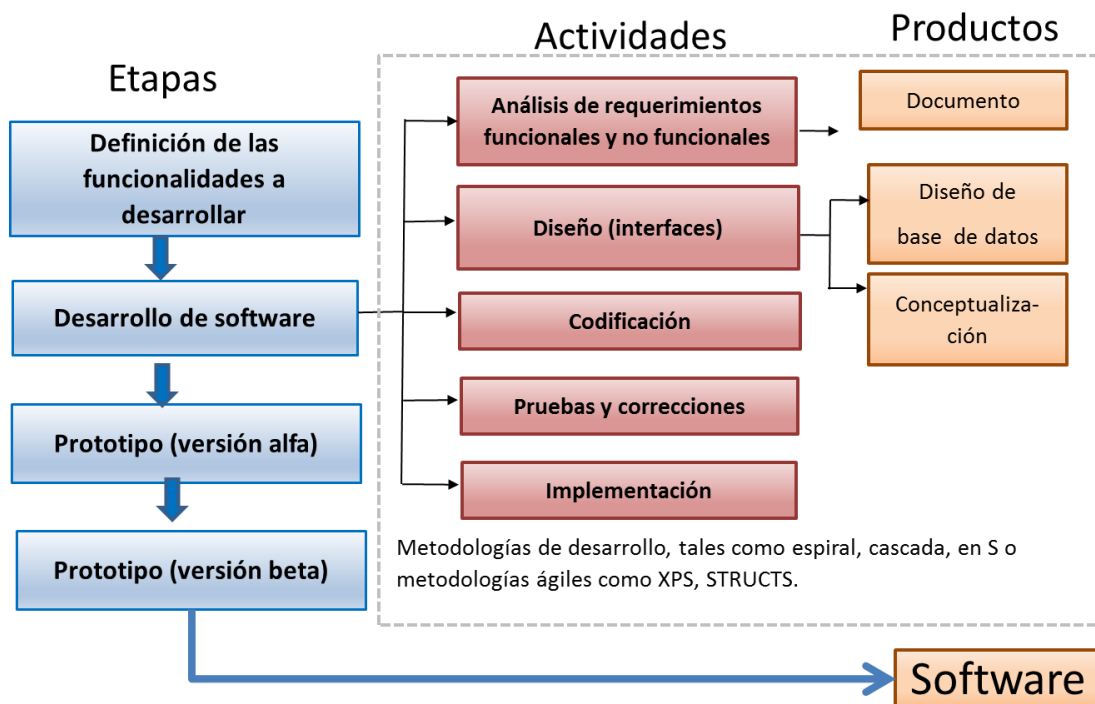 Etapas
Actividades
Productos
Definición de las
funcionalidades a
desarrollar
Desarrollo de software
Prototipo (versión alfa)
Prototipo (versión beta)
Análisis de requerimientos
funcionales y no funcionales
Diseño (interfaces)
Codificación
Pruebas y correcciones
Implementación
Documento
Diseño de
base de datos
Conceptualiza-
ción
Metodologías de desarrollo, tales como espiral, cascada, en S o
metodologías ágiles como XPS, STRUCTS.
Software